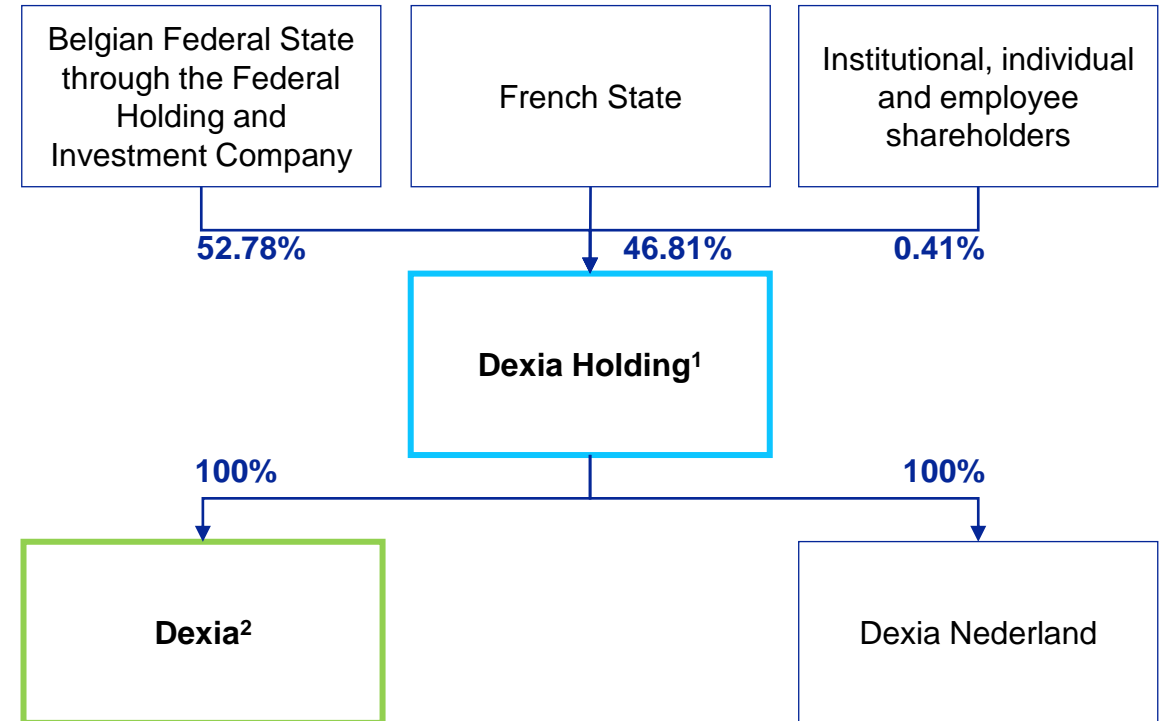 Belgian Federal State
through the Federal
Holding and
Investment Company
French State
Institutional, individual
and employee
shareholders
52.78%
46.81%
0.41%
Dexia Holding¹
100%
100%
Dexia²
Dexia Nederland